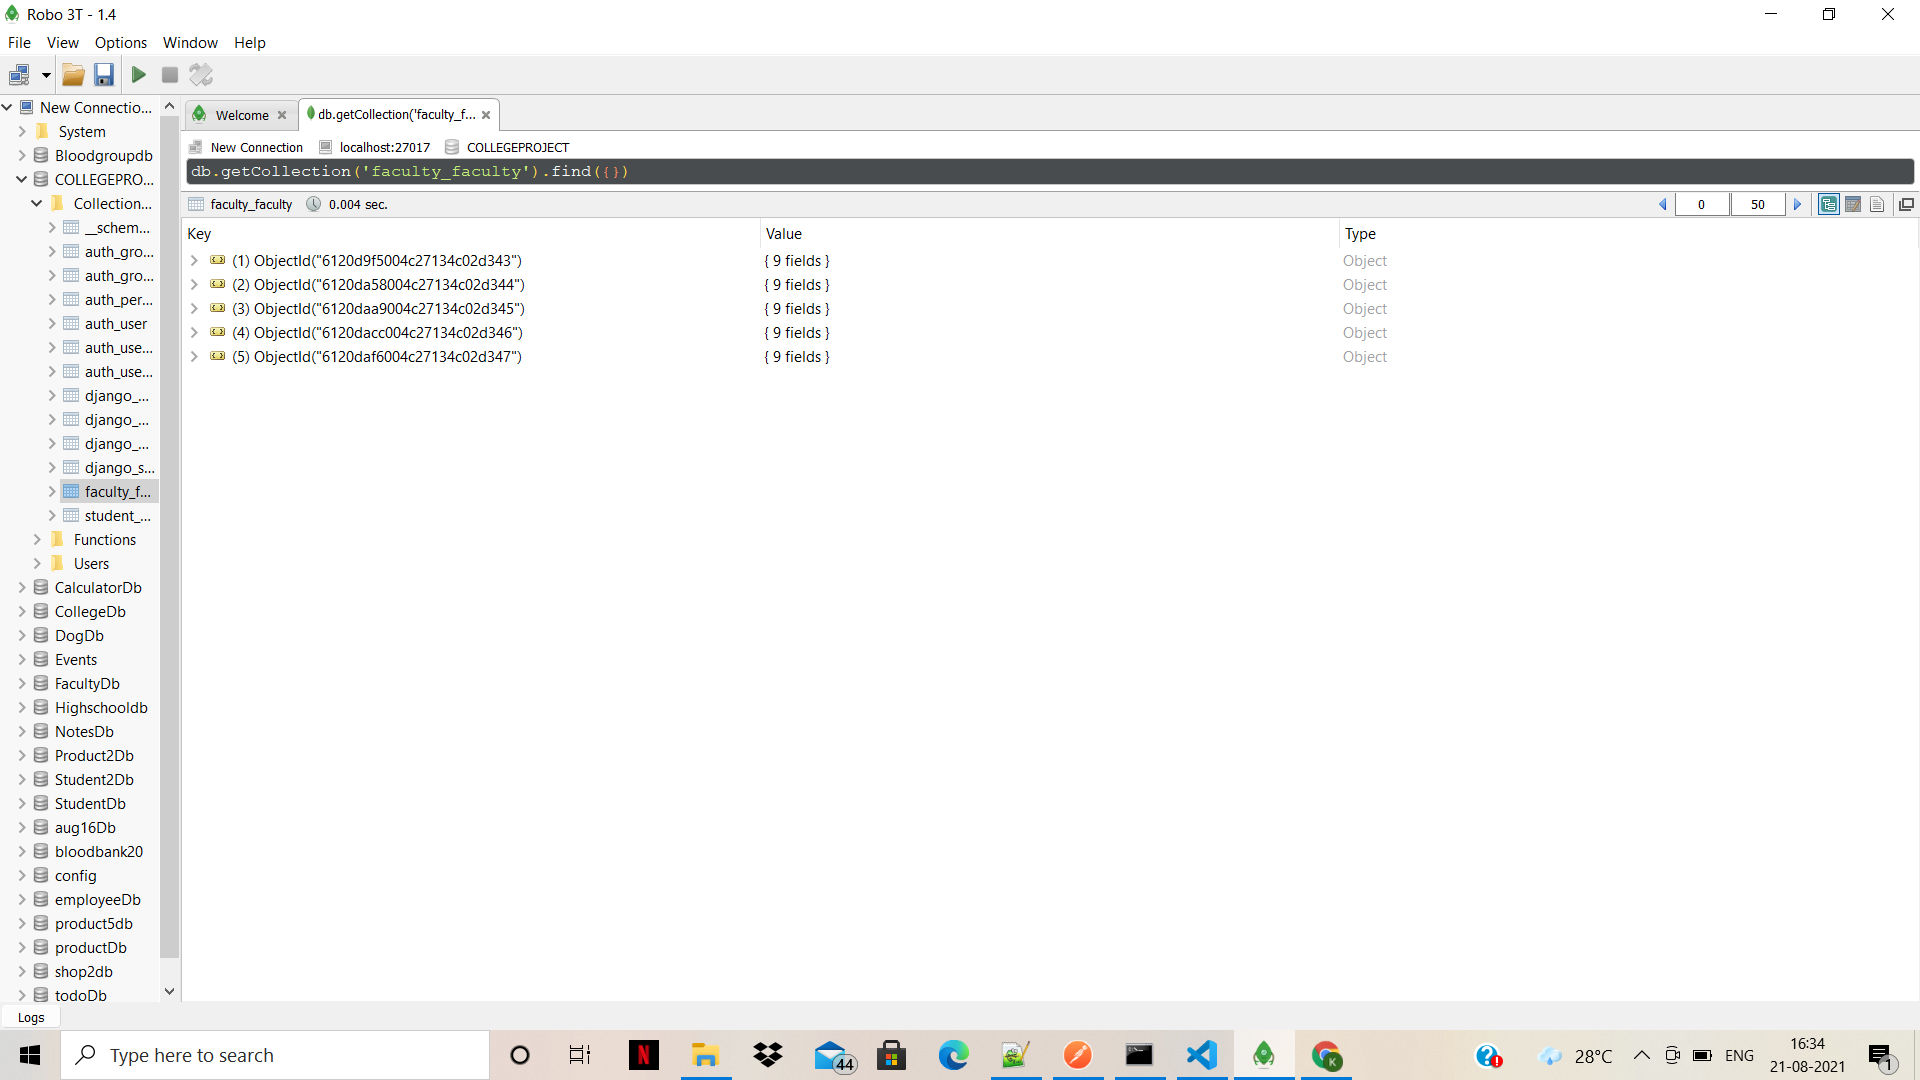 Robo 3T - 1.4
File View Options Window Help
New Connectio...
System
Bloodgroupdb
COLLEGEPRO...
Collection...
__schem...
auth_gro...
auth_gro...
auth_per...
auth_user
auth_use...
auth_use...
django_...
django_...
django_...
django_s...
faculty_f...
student_...
Functions
Users
CalculatorDb
CollegeDb
DogDb
Events
FacultyDb
Highschooldb
NotesDb
Product2Db
Student2Db
StudentDb
aug16Db
bloodbank20
config
employeeDb
product5db
productDb
shop2db
todoDb
Welcome db.getCollection('faculty_f...
New Connection localhost:27017 COLLEGEPROJECT
db.getCollection('faculty_faculty').find({})
faculty_faculty 0.004 sec. 0 50
Key Value Type
(1) ObjectId("6120d9f5004c27134c02d343") { 9 fields } Object
(2) ObjectId("6120da58004c27134c02d344") { 9 fields } Object
(3) ObjectId("6120daa9004c27134c02d345") { 9 fields } Object
(4) ObjectId("6120dacc004c27134c02d346") { 9 fields } Object
(5) ObjectId("6120daf6004c27134c02d347") { 9 fields } Object
Logs
Type here to search
N
44
K
28°C
ENG
16:34
21-08-2021
1